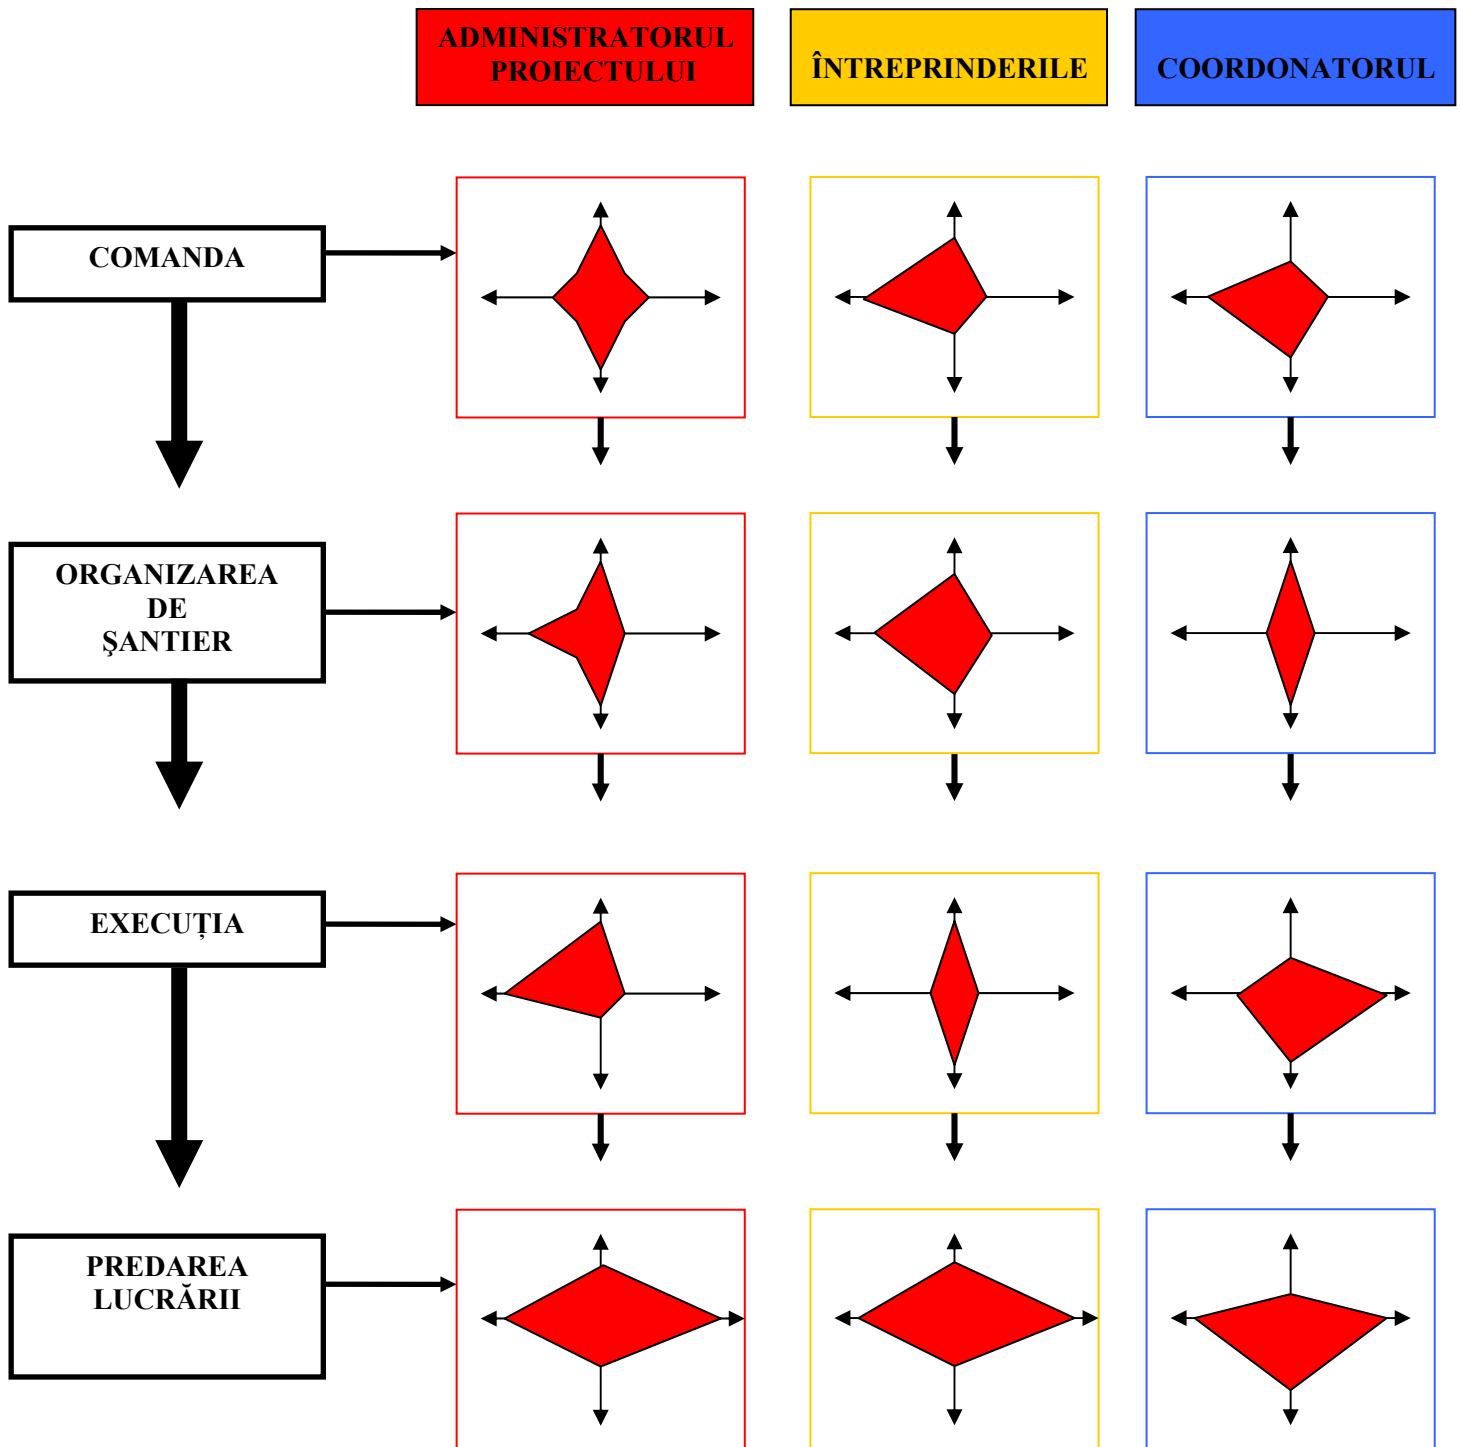 ADMINISTRATORUL
PROIECTULUI
ÎNTREPRINDERILE
COORDONATORUL
COMANDA
ORGANIZAREA
DE
ŞANTIER
EXECUȚIA
PREDAREA
LUCRĂRII